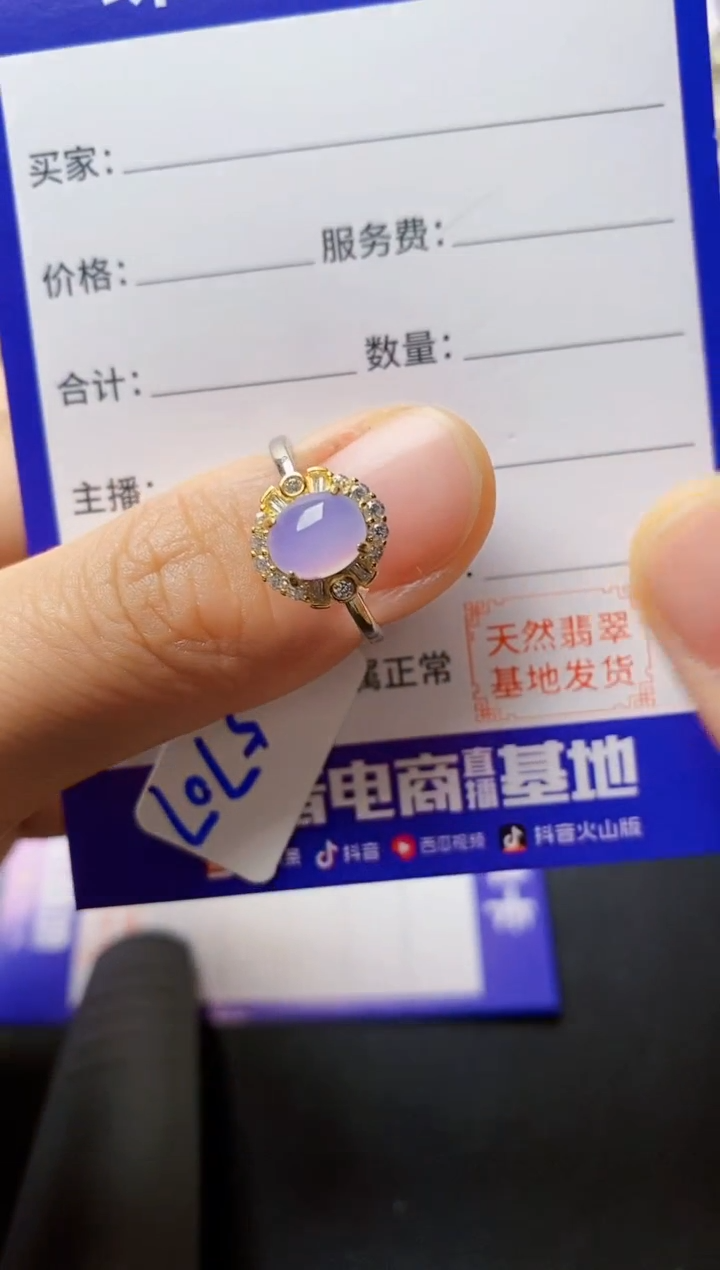 买家：
价格： 服务费：
合计： 数量：
主播：
属正常
天然翡翠
基地发货
5707
电商直播基地
抖音 西瓜视频 抖音火山版